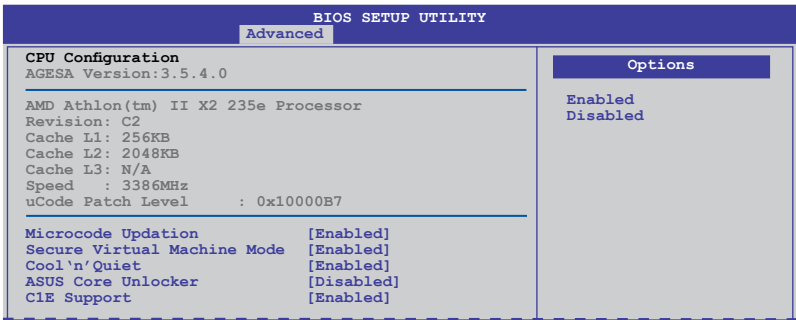 BIOS SETUP UTILITY
Advanced
CPU Configuration
AGESA Version:3.5.4.0
AMD Athlon(tm) II X2 235e Processor
Revision: C2
Cache L1: 256KB
Cache L2: 2048KB
Cache L3: N/A
Speed : 3386MHz
uCode Patch Level : 0x10000B7
Microcode Updation [Enabled]
Secure Virtual Machine Mode [Enabled]
Cool‘n’Quiet [Enabled]
ASUS Core Unlocker [Disabled]
C1E Support [Enabled]
Options
Enabled
Disabled